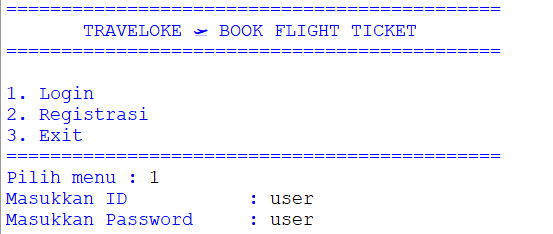 ======================================================
TRAVELOKE 🛫 BOOK FLIGHT TICKET
======================================================
1. Login
2. Registrasi
3. Exit
======================================================
Pilih menu : 1
Masukkan ID : user
Masukkan Password : user